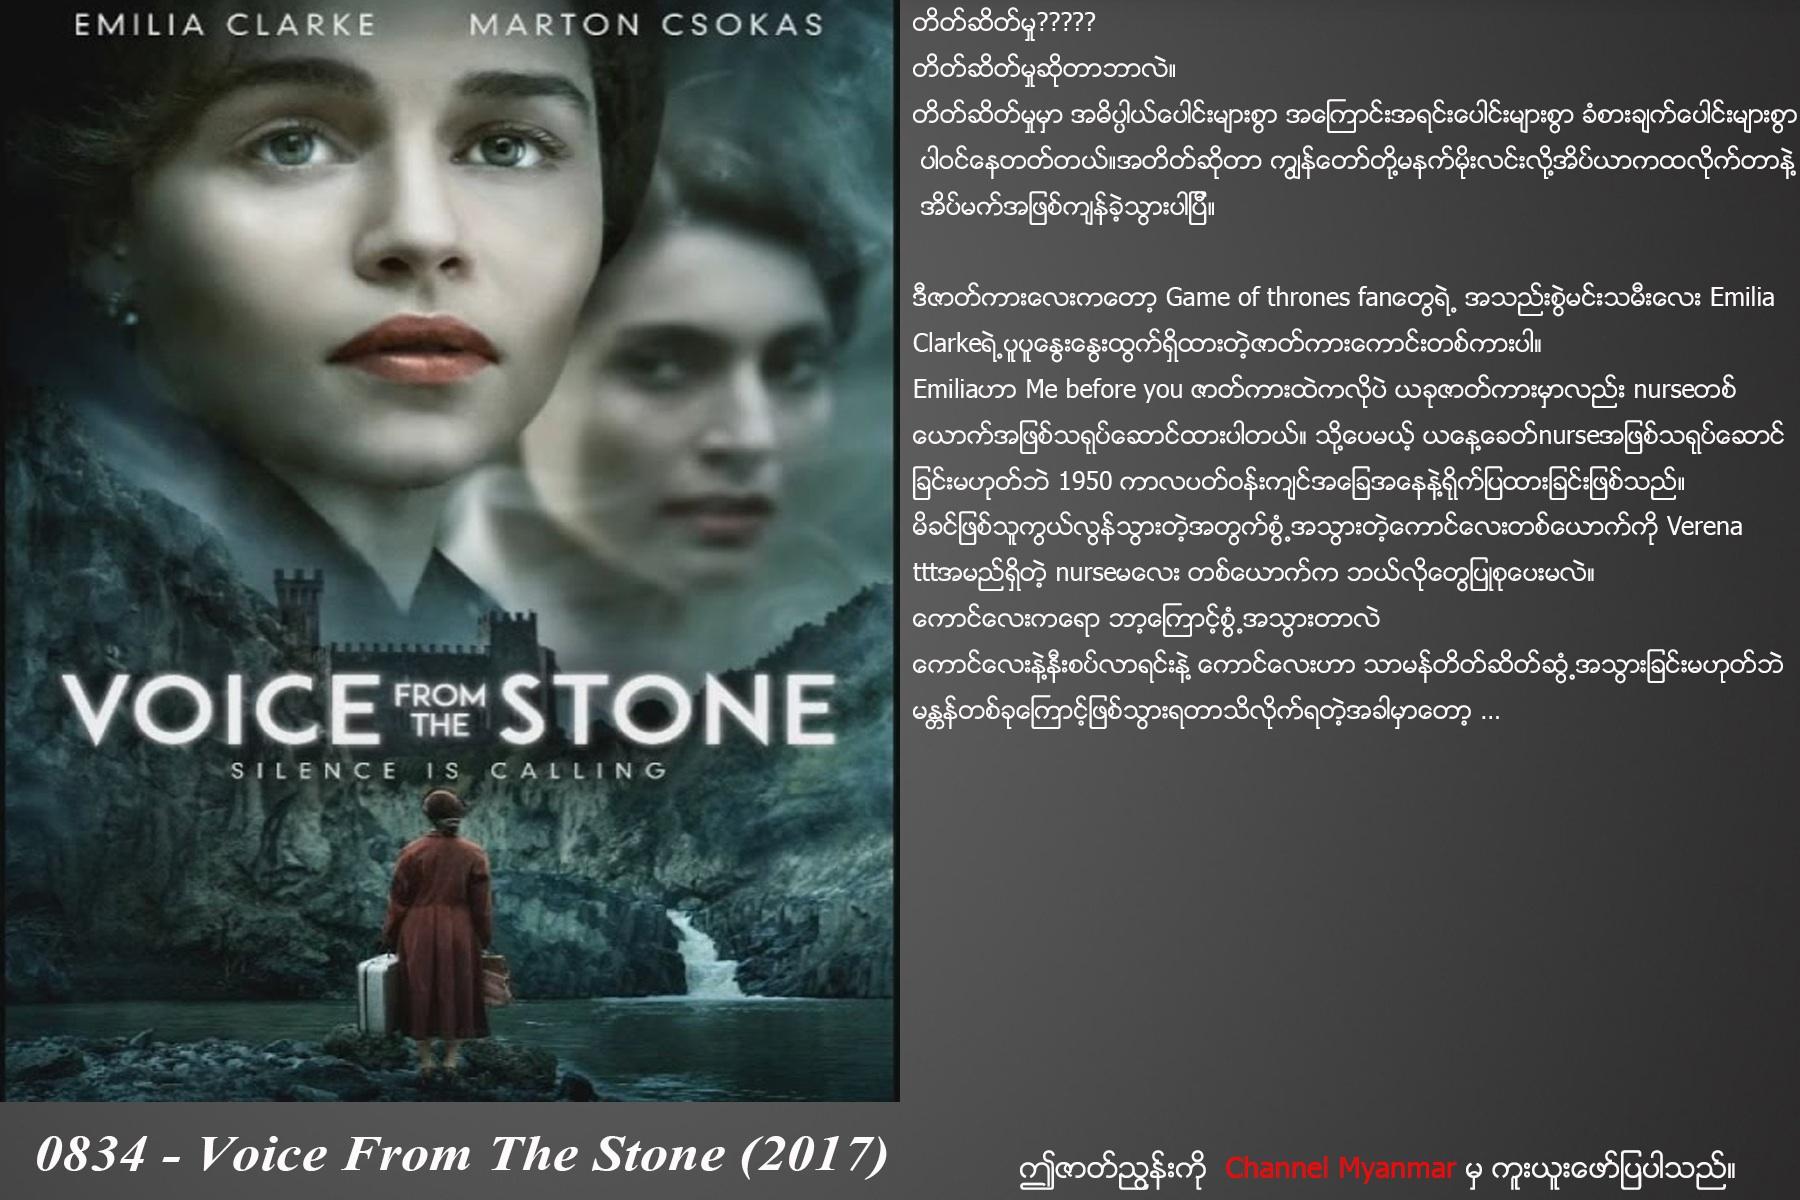 EMILIA CLARKE MARTON CSOKAS
VOICE FROM THE STONE
SILENCE IS CALLING
0834 - Voice From The Stone (2017)
တိတ်ဆိတ်မှု?????
တိတ်ဆိတ်မှုဆိုတာဘာလဲ။
တိတ်ဆိတ်မှုမှာ အဓိပ္ပါယ်ပေါင်းများစွာ အကြောင်းအရင်းပေါင်းများစွာ ခံစားချက်ပေါင်းများစွာ
ပါဝင်နေတတ်တယ်။အတိတ်ဆိုတာ ကျွန်တော်တို့မနက်မိုးလင်းလို့အိပ်ယာကထလိုက်တာနဲ့
အိပ်မက်အဖြစ်ကျန်ခဲ့သွားပါပြီ။
ဒီဇာတ်ကားလေးကတော့ Game of thrones fanတွေရဲ့ အသည်းစွဲမင်းသမီးလေး Emilia
Clarkeရဲ့ပူပူနွေးနွေးထွက်ရှိထားတဲ့ဇာတ်ကားကောင်းတစ်ကားပါ။
Emiliaဟာ Me before you ဇာတ်ကားထဲကလိုပဲ ယခုဇာတ်ကားမှာလည်း nurseတစ်
ယောက်အဖြစ်သရုပ်ဆောင်ထားပါတယ်။ သို့ပေမယ့် ယနေ့ခေတ်nurseအဖြစ်သရုပ်ဆောင်
ခြင်းမဟုတ်ဘဲ 1950 ကာလပတ်ဝန်းကျင်အခြေအနေနဲ့ရိုက်ပြထားခြင်းဖြစ်သည်။
မိခင်ဖြစ်သူကွယ်လွန်သွားတဲ့အတွက်စွံ့အသွားတဲ့ကောင်လေးတစ်ယောက်ကို Verena
tttအမည်ရှိတဲ့ nurseမလေး တစ်ယောက်က ဘယ်လိုတွေပြုစုပေးမလဲ။
ကောင်လေးကရော ဘာ့ကြောင့်စွံ့အသွားတာလဲ
ကောင်လေးနဲ့နီးစပ်လာရင်းနဲ့ ကောင်လေးဟာ သာမန်တိတ်ဆိတ်ဆွံ့အသွားခြင်းမဟုတ်ဘဲ
မန္တန်တစ်ခုကြောင့်ဖြစ်သွားရတာသိလိုက်ရတဲ့အခါမှာတော့ ...
ဤဇာတ်ညွန်းကို Channel Myanmar မှ ကူးယူးဖော်ပြပါသည်။